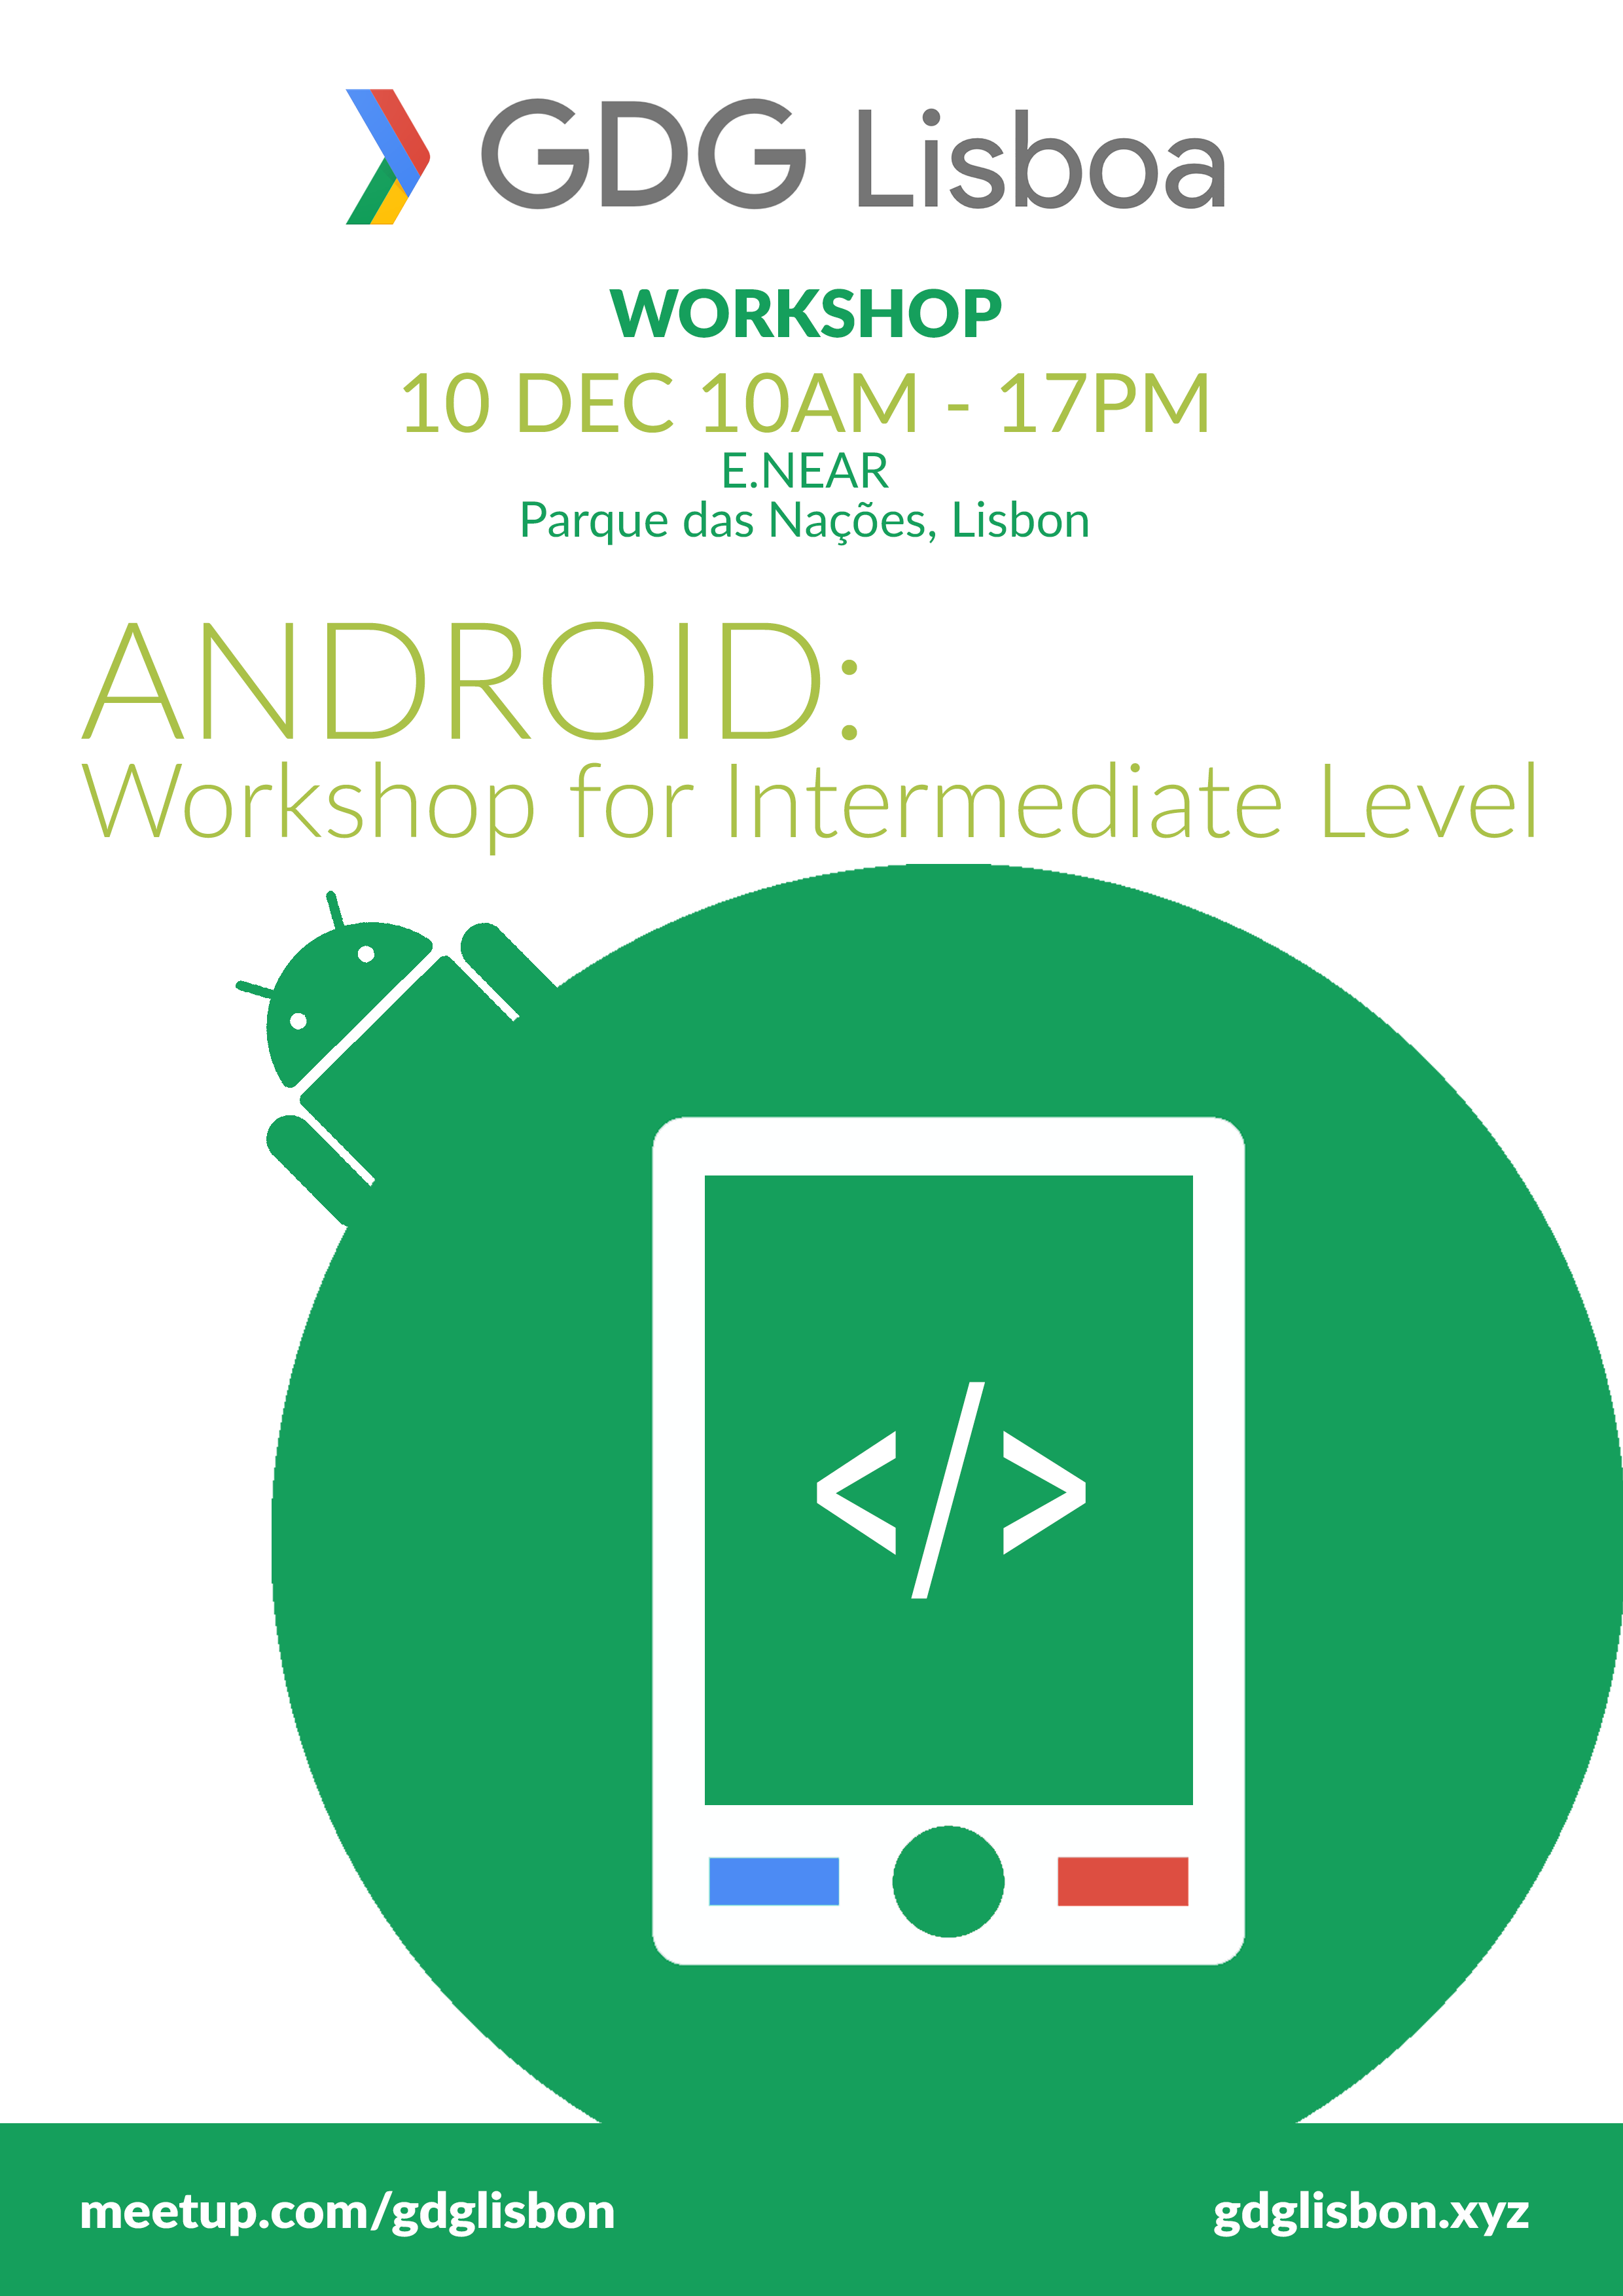 GDG Lisboa
WORKSHOP
10 DEC 10AM - 17PM
E.NEAR
Parque das Nações, Lisbon
ANDROID:
Workshop for Intermediate Level
</>
meetup.com/gdglisbon
gdglisbon.xyz